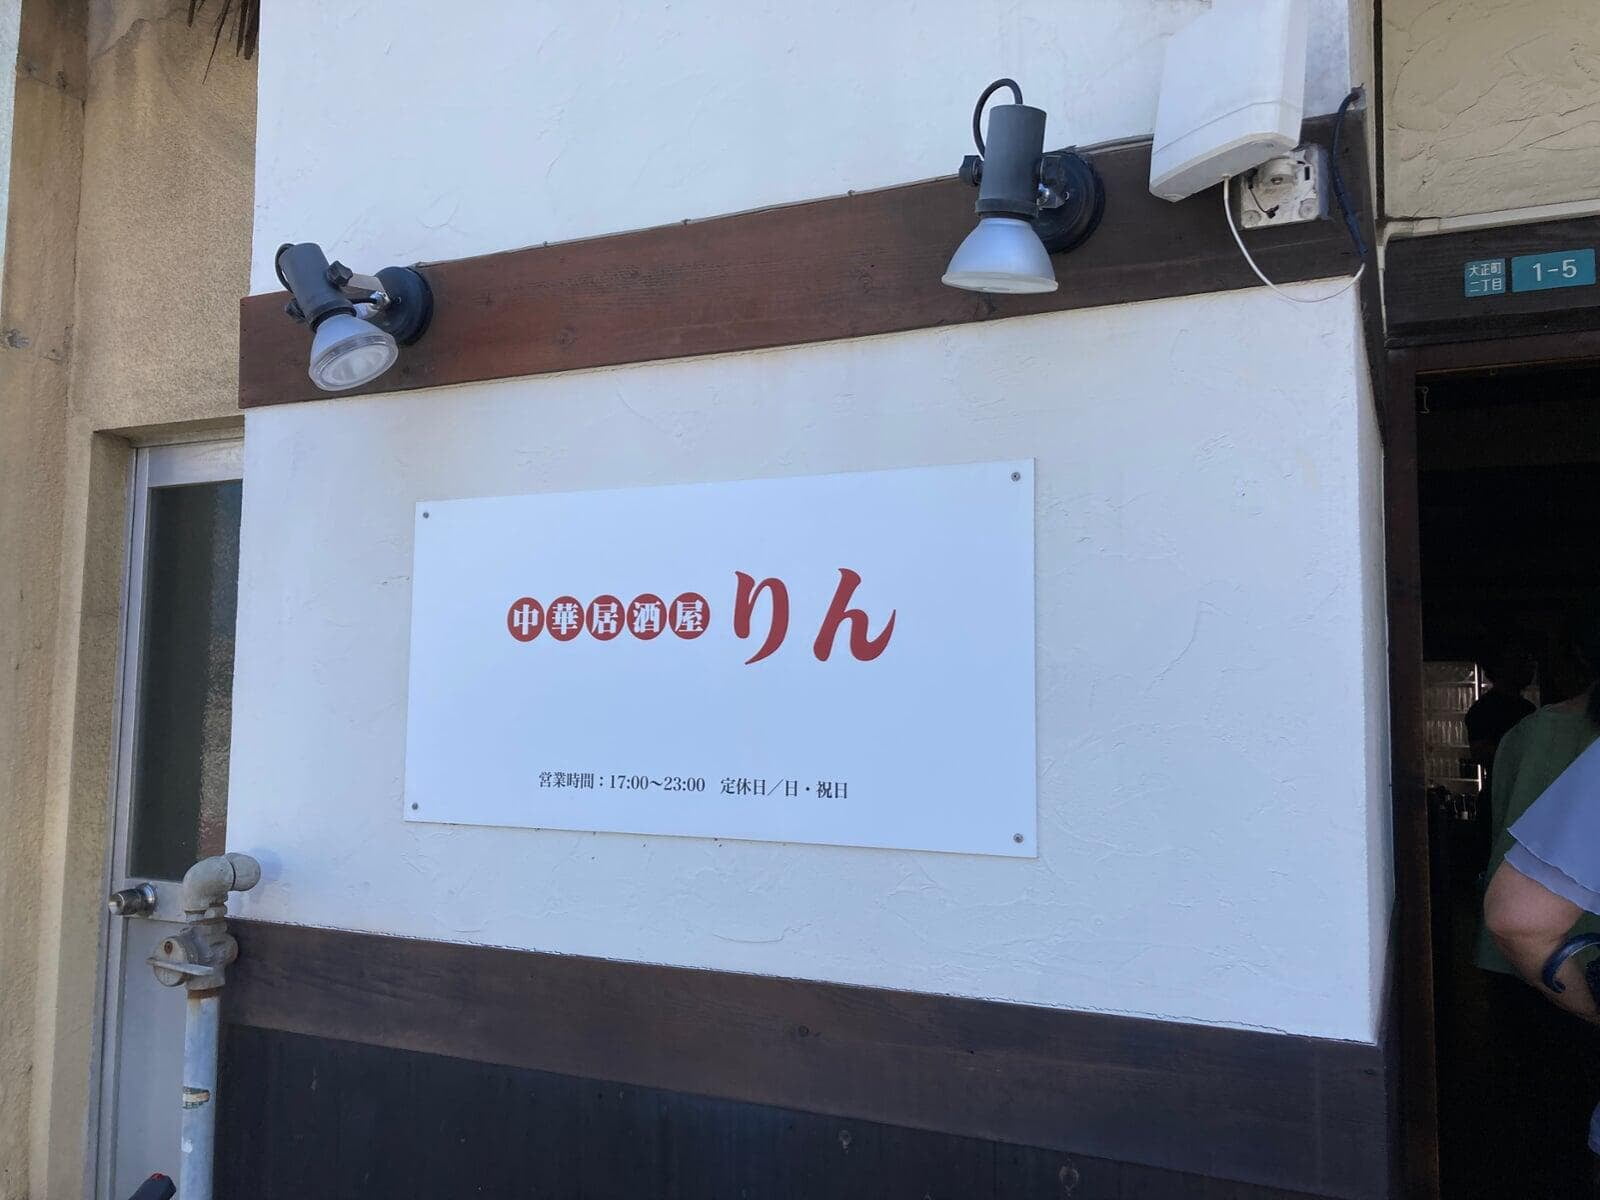 大正町
二丁目
1-5
中華居酒屋 りん
営業時間：17:00～23:00　定休日／日・祝日